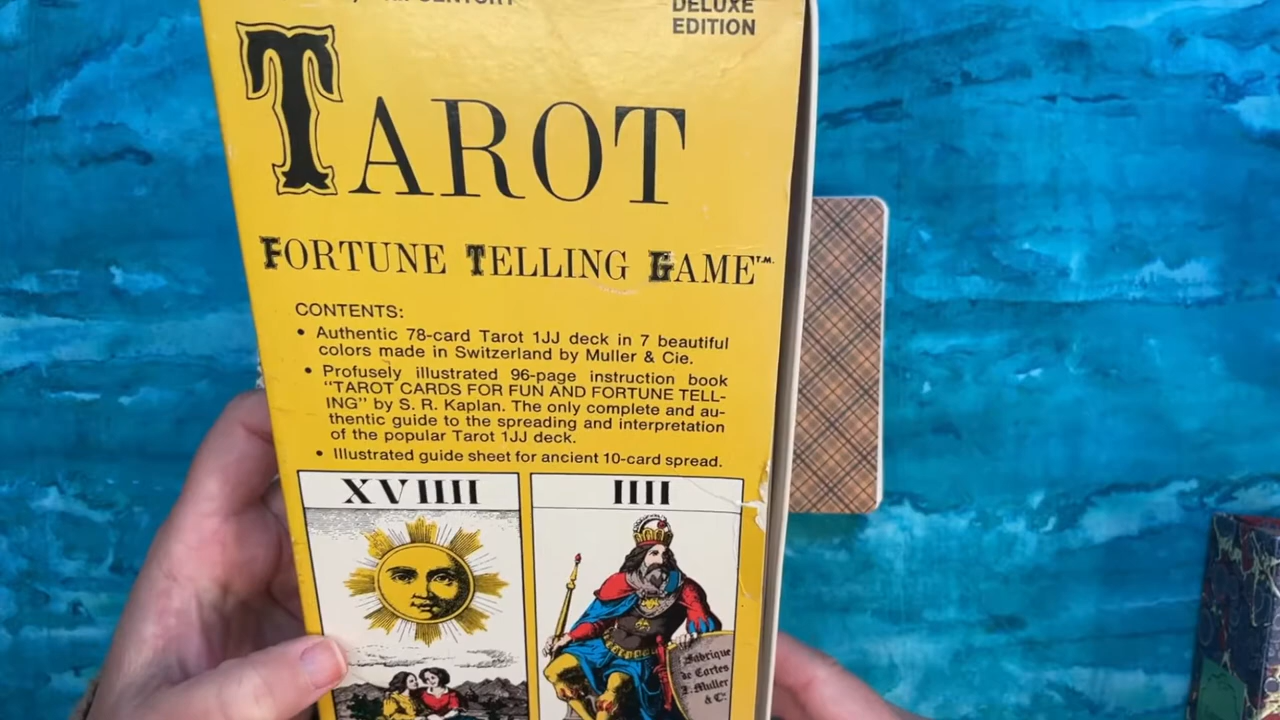 CENTURY
DELUXE
EDITION
TAROT
FORTUNE TELLING GAME T.M.
CONTENTS:
• Authentic 78-card Tarot 1JJ deck in 7 beautiful
colors made in Switzerland by Muller & Cie.
• Profusely illustrated 96-page instruction book
“TAROT CARDS FOR FUN AND FORTUNE TELL-
ING” by S. R. Kaplan. The only complete and au-
thentic guide to the spreading and interpretation
of the popular Tarot 1JJ deck.
• Illustrated guide sheet for ancient 10-card spread.
XVIIII
IIII
Fabrique
de Cartes
J. Muller
& Cie